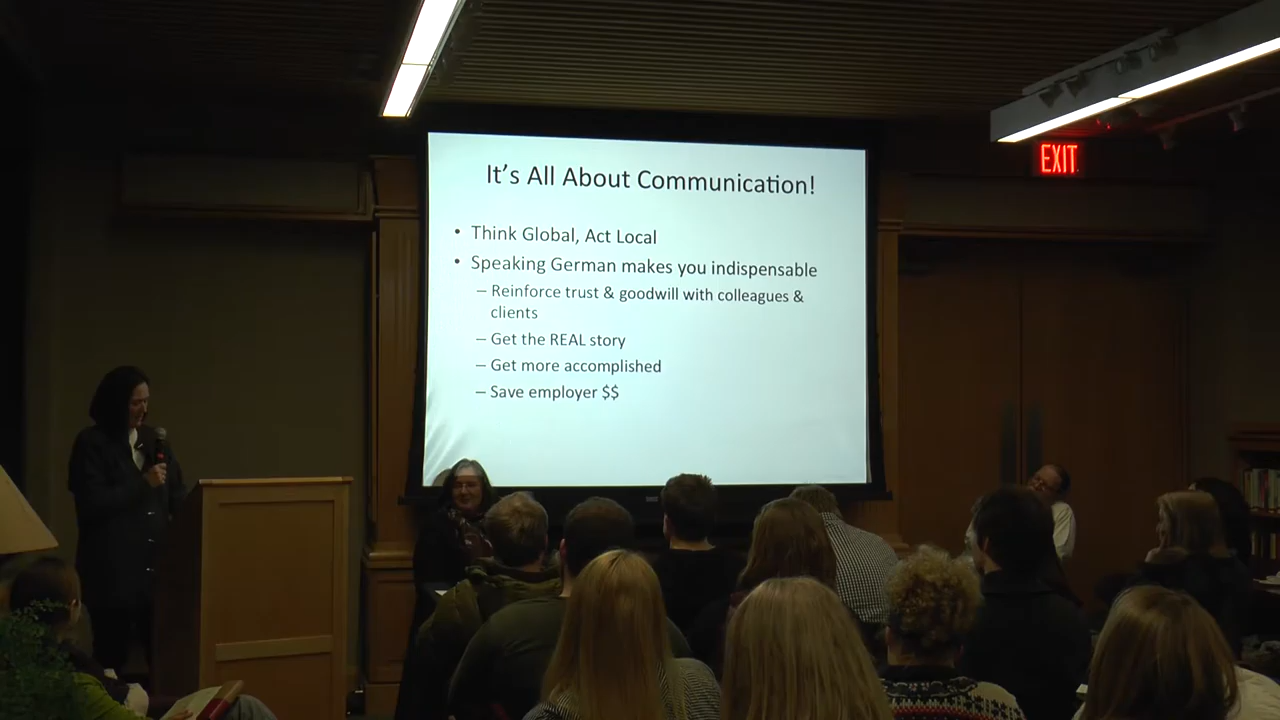 It's All About Communication!
• Think Global, Act Local
• Speaking German makes you indispensable
– Reinforce trust & goodwill with colleagues &
clients
– Get the REAL story
– Get more accomplished
– Save employer $$
EXIT